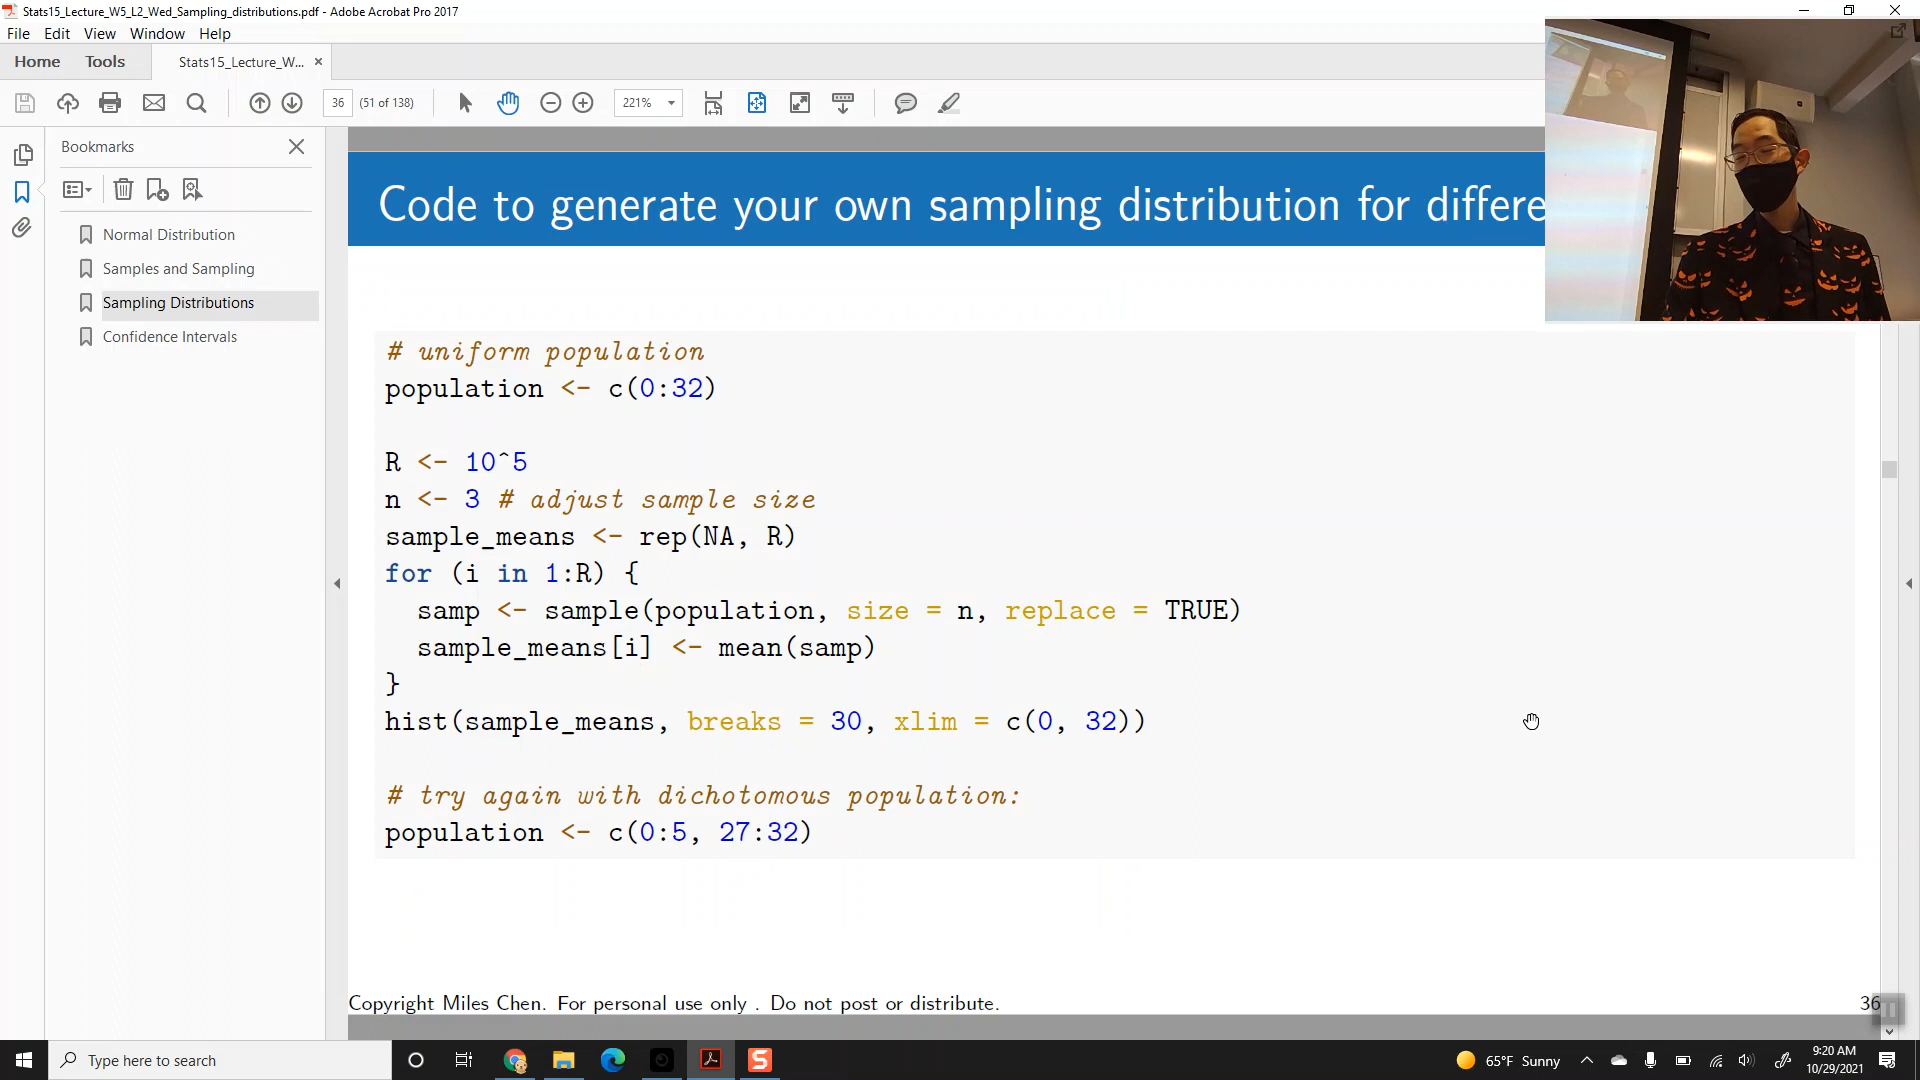 Stats15_Lecture_W5_L2_Wed_Sampling_distributions.pdf - Adobe Acrobat Pro 2017
File Edit View Window Help
Home Tools Stats15_Lecture_W... ×
36 (51 of 138) 221%
Bookmarks
Normal Distribution
Samples and Sampling
Sampling Distributions
Confidence Intervals
Code to generate your own sampling distribution for differe
# uniform population
population <- c(0:32)
R <- 10^5
n <- 3 # adjust sample size
sample_means <- rep(NA, R)
for (i in 1:R) {
samp <- sample(population, size = n, replace = TRUE)
sample_means[i] <- mean(samp)
}
hist(sample_means, breaks = 30, xlim = c(0, 32))
# try again with dichotomous population:
population <- c(0:5, 27:32)
Copyright Miles Chen. For personal use only . Do not post or distribute.
36
Type here to search
65°F Sunny
9:20 AM
10/29/2021